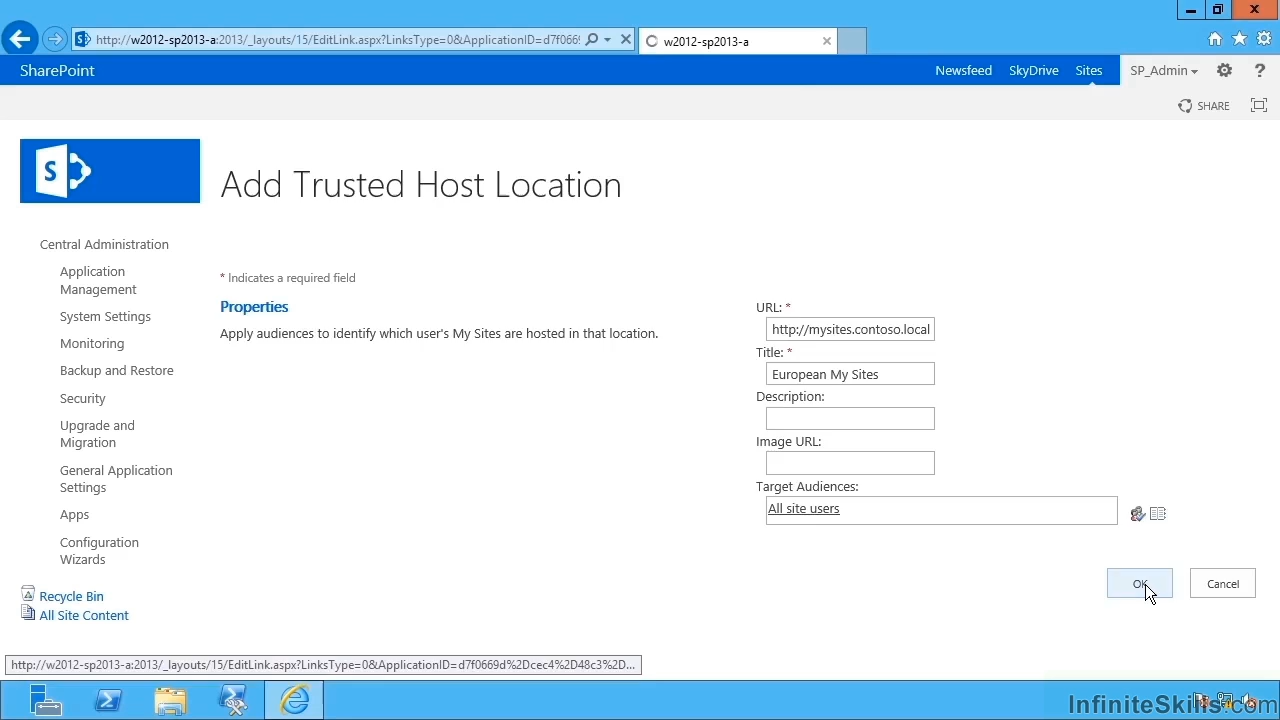 http://w2012-sp2013-a:2013/_layouts/15/EditLink.aspx?LinksType=0&ApplicationID=d7f0669
w2012-sp2013-a
SharePoint
Newsfeed
SkyDrive
Sites
SP_Admin
?
SHARE
S
Add Trusted Host Location
Central Administration
Application
Management
System Settings
Monitoring
Backup and Restore
Security
Upgrade and
Migration
General Application
Settings
Apps
Configuration
Wizards
Recycle Bin
All Site Content
* Indicates a required field
Properties
Apply audiences to identify which user's My Sites are hosted in that location.
URL: *
http://mysites.contoso.local
Title: *
European My Sites
Description:
Image URL:
Target Audiences:
All site users
OK
Cancel
http://w2012-sp2013-a:2013/_layouts/15/EditLink.aspx?LinksType=0&ApplicationID=d7f0669d%2Dcec4%2D48c3%2D...
InfiniteSkills.com